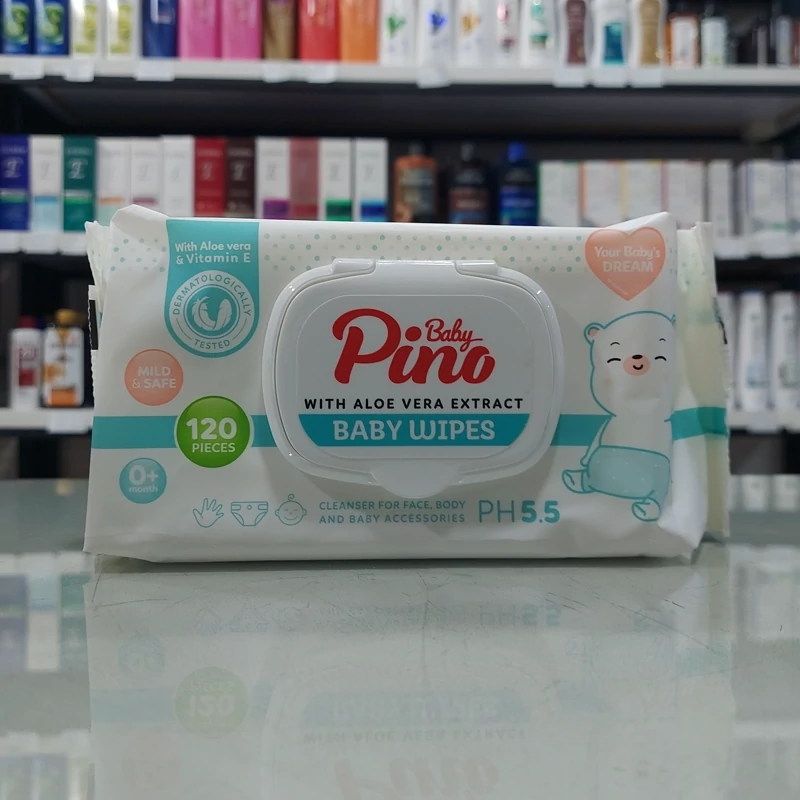 With Aloe vera
& Vitamin E
DERMATOLOGICALLY
TESTED
Your Baby's
DREAM
MILD
& SAFE
Baby
Pino
WITH ALOE VERA EXTRACT
BABY WIPES
120
PIECES
0+
month
CLEANSER FOR FACE, BODY
AND BABY ACCESSORIES
PH5.5